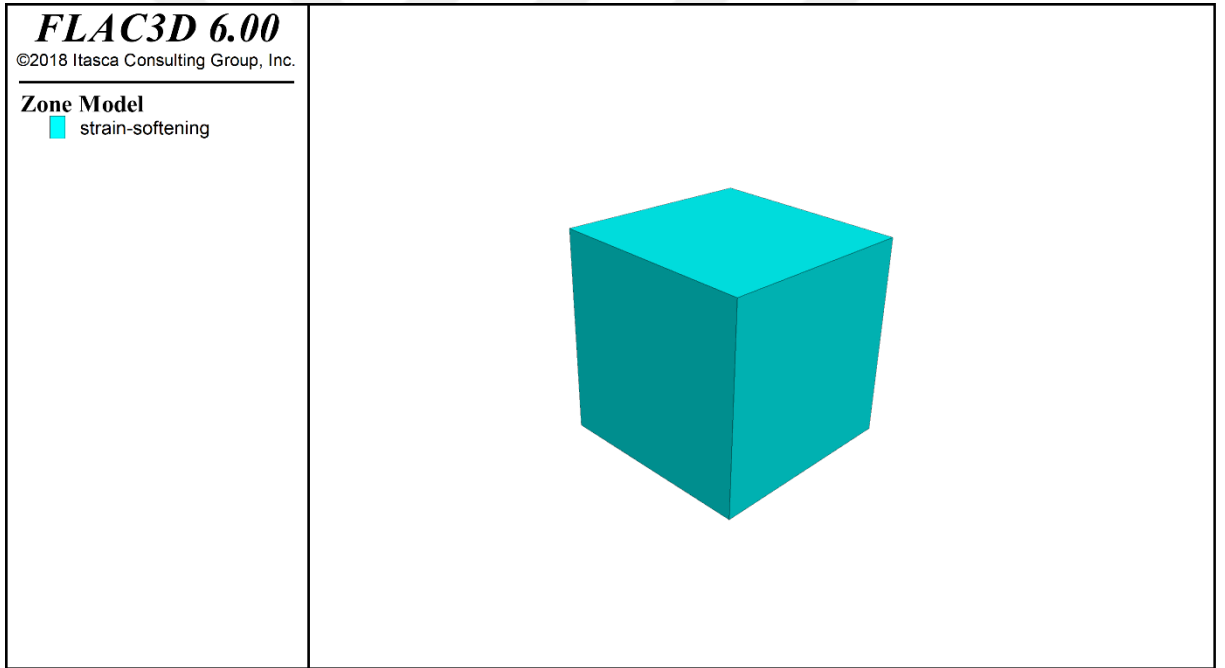 FLAC3D 6.00
©2018 Itasca Consulting Group, Inc.
Zone Model
strain-softening